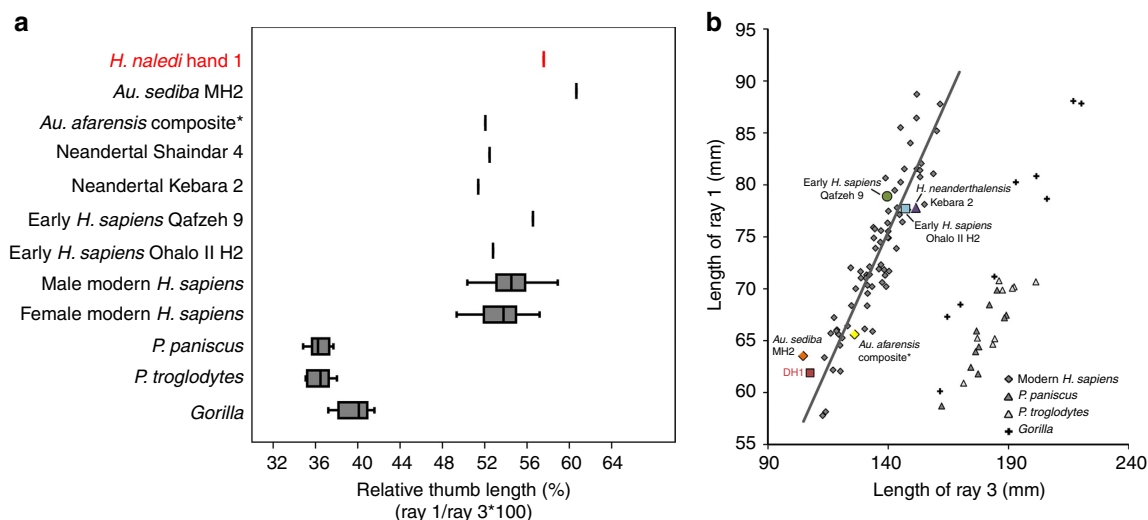 a
H. naledi hand 1
Au. sediba MH2
Au. afarensis composite*
Neandertal Shaindar 4
Neandertal Kebara 2
Early H. sapiens Qafzeh 9
Early H. sapiens Ohalo II H2
Male modern H. sapiens
Female modern H. sapiens
P. paniscus
P. troglodytes
Gorilla
32 36 40 44 48 52 56 60 64
Relative thumb length (%)
(ray 1/ray 3*100)
b
Length of ray 1 (mm)
95
90
85
80
75
70
65
60
55
Early H. sapiens
Qafzeh 9
H. neanderthalensis
Kebara 2
Early H. sapiens
Ohalo II H2
Au. sediba
MH2
DH1
Au. afarensis
composite*
Modern H. sapiens
P. paniscus
P. troglodytes
Gorilla
90 140 190 240
Length of ray 3 (mm)